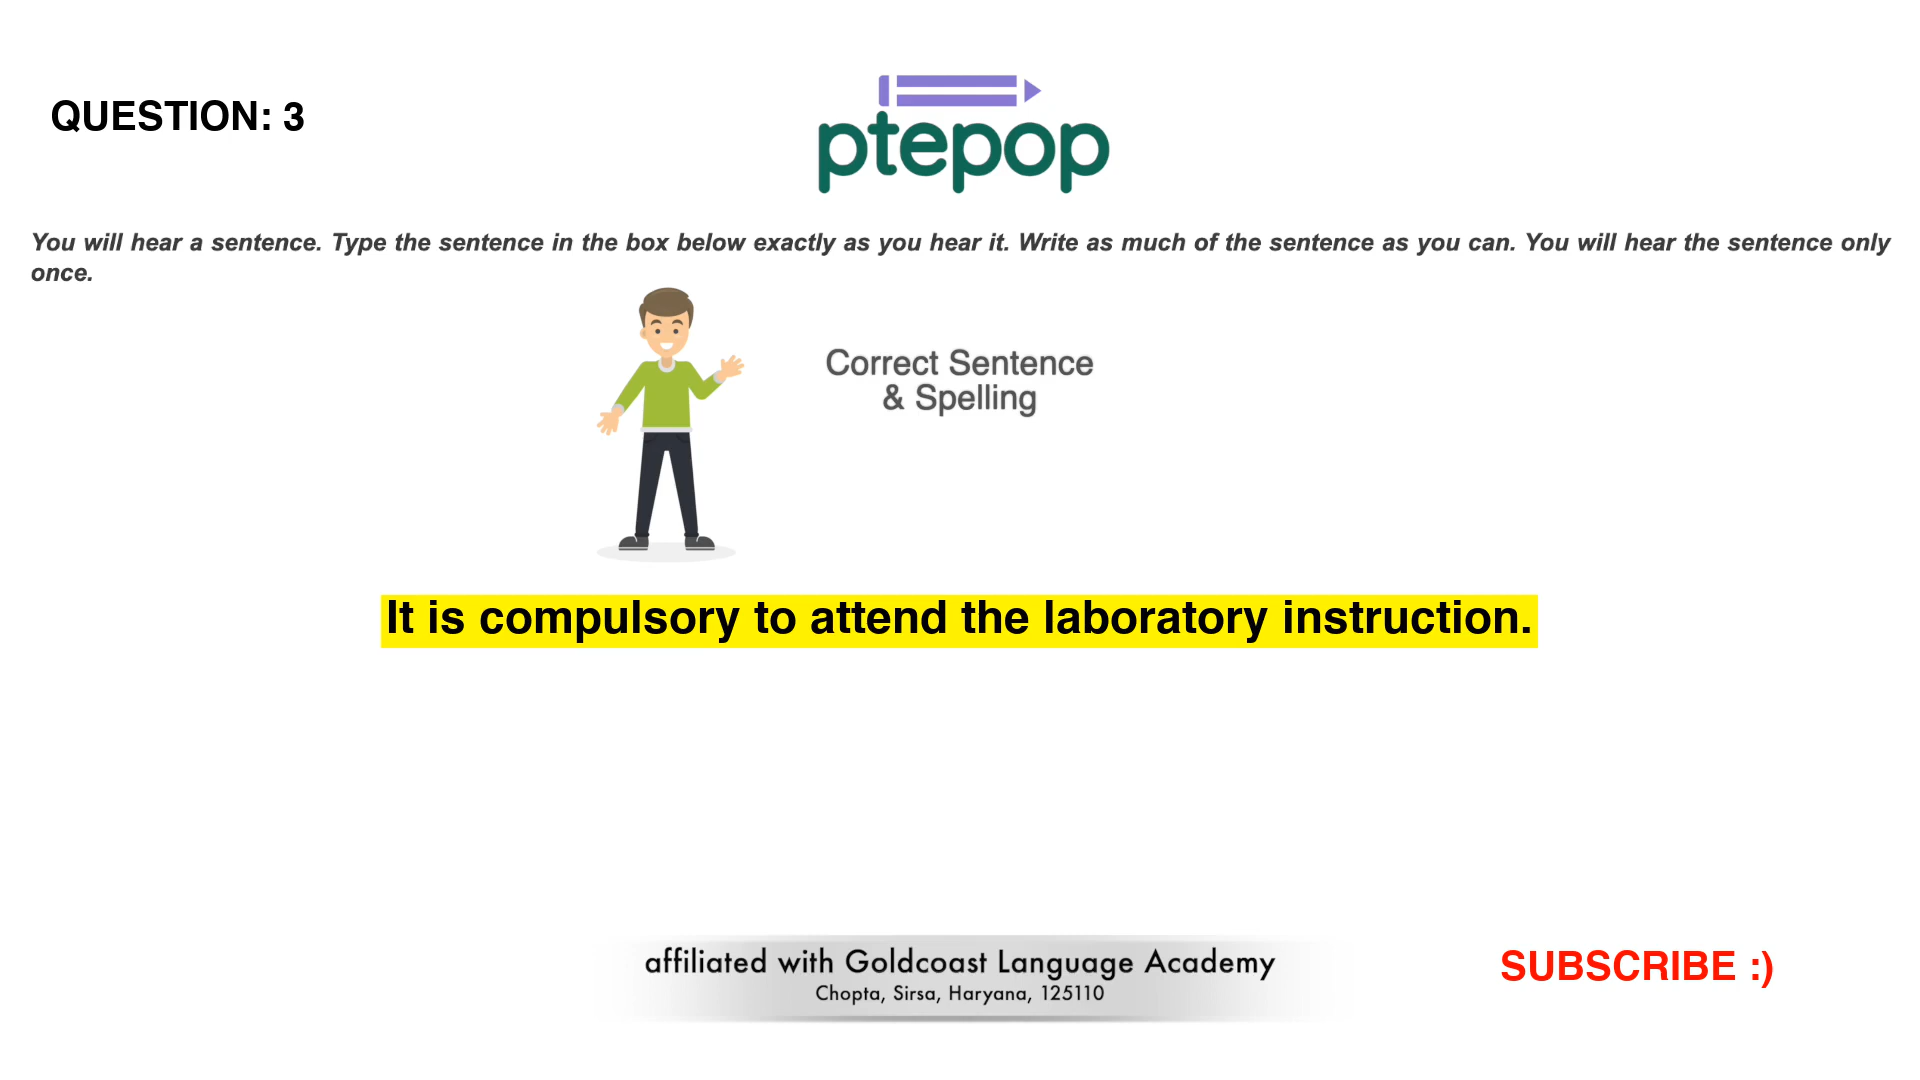 QUESTION: 3
ptepop
You will hear a sentence. Type the sentence in the box below exactly as you hear it. Write as much of the sentence as you can. You will hear the sentence only
once.
Correct Sentence
& Spelling
It is compulsory to attend the laboratory instruction.
affiliated with Goldcoast Language Academy
Chopta, Sirsa, Haryana, 125110
SUBSCRIBE :)